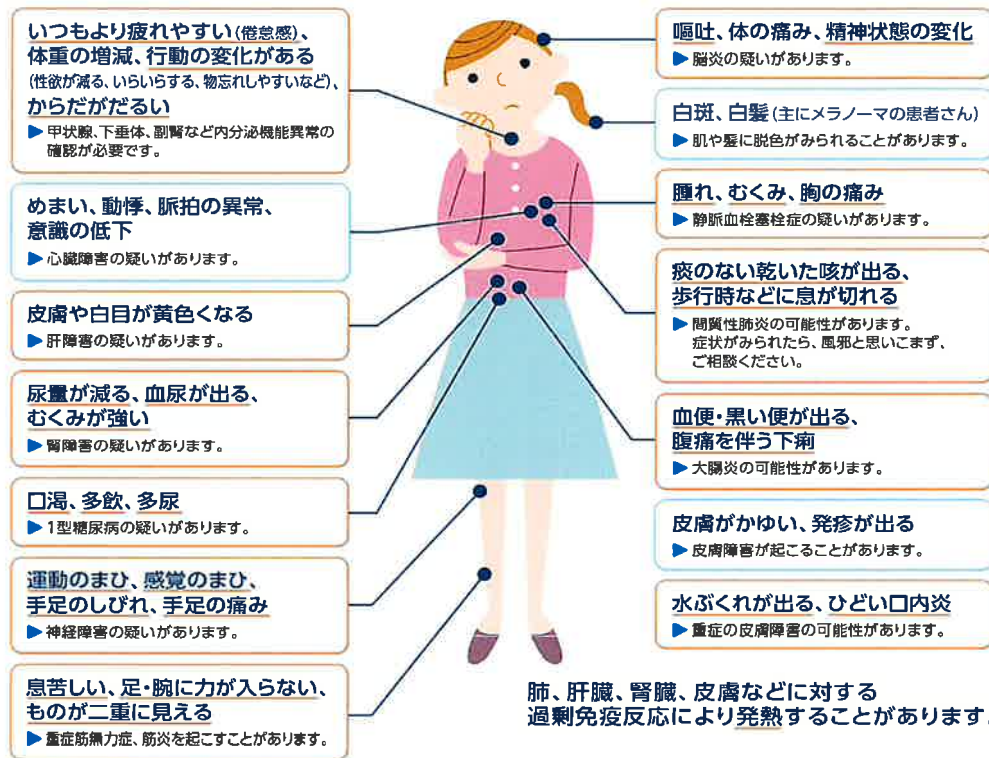 いつもより疲れやすい(倦怠感)、
体重の増減、行動の変化がある
(性欲が減る、いらいらする、物忘れしやすいなど)、
からだがだるい
▶甲状腺、下垂体、副腎など内分泌機能異常の
確認が必要です。
めまい、動悸、脈拍の異常、
意識の低下
▶心臓障害の疑いがあります。
皮膚や白目が黄色くなる
▶肝障害の疑いがあります。
尿量が減る、血尿が出る、
むくみが強い
▶腎障害の疑いがあります。
口渇、多飲、多尿
▶1型糖尿病の疑いがあります。
運動のまひ、感覚のまひ、
手足のしびれ、手足の痛み
▶神経障害の疑いがあります。
息苦しい、足・腕に力が入らない、
ものが二重に見える
▶重症筋無力症、筋炎を起こすことがあります。
嘔吐、体の痛み、精神状態の変化
▶脳炎の疑いがあります。
白斑、白髪(主にメラノーマの患者さん)
▶肌や髪に脱色がみられることがあります。
腫れ、むくみ、胸の痛み
▶静脈血栓塞栓症の疑いがあります。
痰のない乾いた咳が出る、
歩行時などに息が切れる
▶間質性肺炎の可能性があります。
症状がみられたら、風邪と思いこまず、
ご相談ください。
血便・黒い便が出る、
腹痛を伴う下痢
▶大腸炎の可能性があります。
皮膚がかゆい、発疹が出る
▶皮膚障害が起こることがあります。
水ぶくれが出る、ひどい口内炎
▶重症の皮膚障害の可能性があります。
肺、肝臓、腎臓、皮膚などに対する
過剰免疫反応により発熱することがあります。